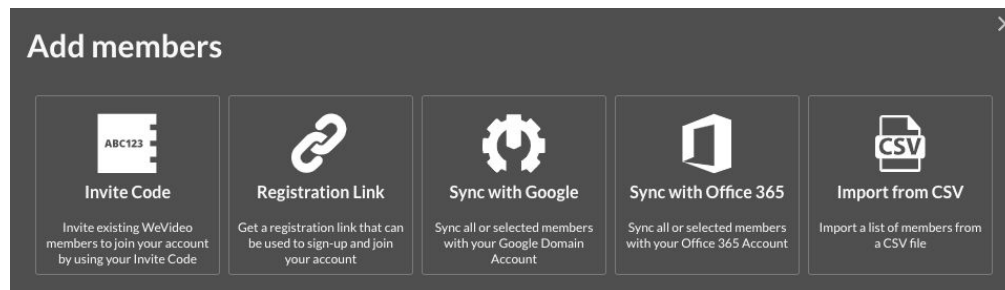 Add members
ABC123
Invite Code
Invite existing WeVideo
members to join your account
by using your Invite Code
Registration Link
Get a registration link that can
be used to sign-up and join
your account
Sync with Google
Sync all or selected members
with your Google Domain
Account
Sync with Office 365
Sync all or selected members
with your Office 365 Account
CSV
Import from CSV
Import a list of members from
a CSV file